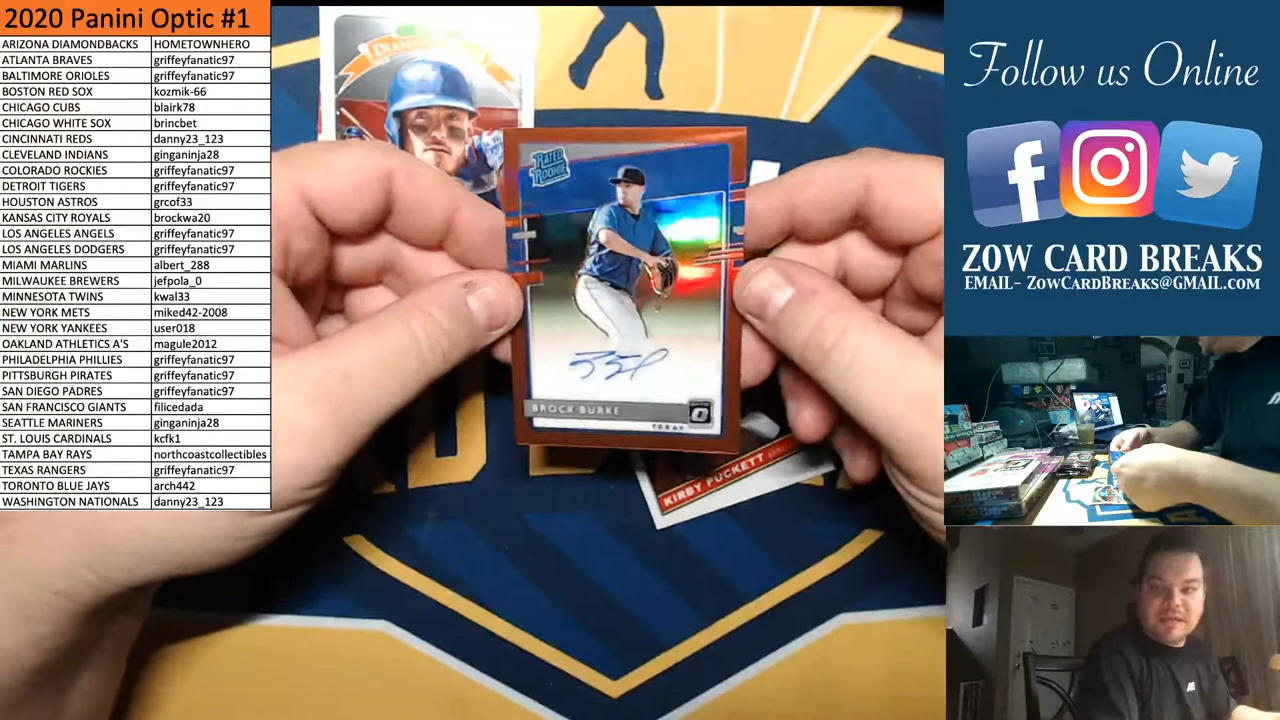 2020 Panini Optic #1
ARIZONA DIAMONDBACKS HOMETOWNHERO
ATLANTA BRAVES griffeyfanatic97
BALTIMORE ORIOLES griffeyfanatic97
BOSTON RED SOX kozmik-66
CHICAGO CUBS blairk78
CHICAGO WHITE SOX brincbet
CINCINNATI REDS danny23_123
CLEVELAND INDIANS ginganinja28
COLORADO ROCKIES griffeyfanatic97
DETROIT TIGERS griffeyfanatic97
HOUSTON ASTROS grcof33
KANSAS CITY ROYALS brockwa20
LOS ANGELES ANGELS griffeyfanatic97
LOS ANGELES DODGERS griffeyfanatic97
MIAMI MARLINS albert_288
MILWAUKEE BREWERS jefpola_0
MINNESOTA TWINS kwal33
NEW YORK METS miked42-2008
NEW YORK YANKEES user018
OAKLAND ATHLETICS A'S magule2012
PHILADELPHIA PHILLIES griffeyfanatic97
PITTSBURGH PIRATES griffeyfanatic97
SAN DIEGO PADRES griffeyfanatic97
SAN FRANCISCO GIANTS filicedada
SEATTLE MARINERS ginganinja28
ST. LOUIS CARDINALS kcfk1
TAMPA BAY RAYS northcoastcollectibles
TEXAS RANGERS griffeyfanatic97
TORONTO BLUE JAYS arch442
WASHINGTON NATIONALS danny23_123
RATED
ROOKIE
BROCK BURKE
TEXAS
KIRBY PUCKETT
Follow us Online
ZOW CARD BREAKS
EMAIL- ZOWCARDBREAKS@GMAIL.COM